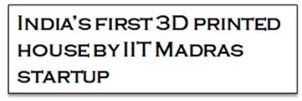 India's first 3D printed
house by IIT Madras
startup